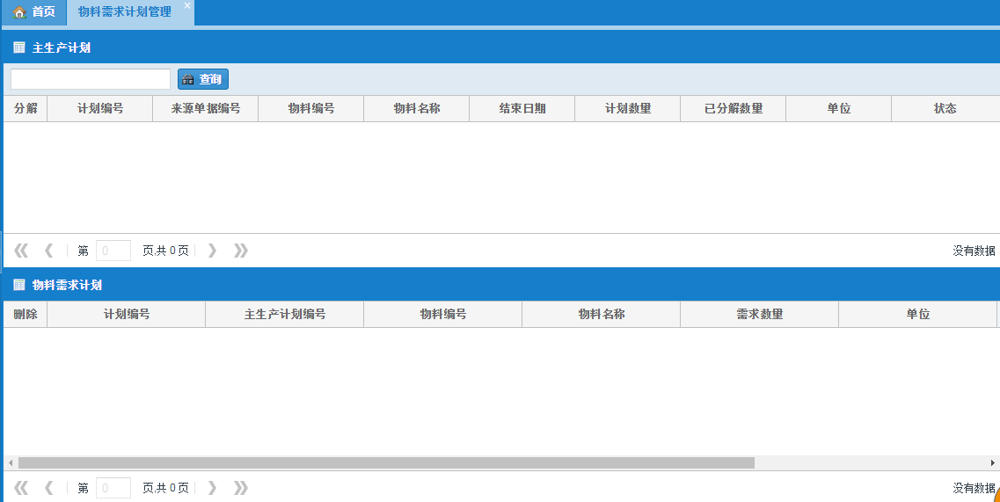 首页 物料需求计划管理 ×
主生产计划
查询
分解 计划编号 来源单据编号 物料编号 物料名称 结束日期 计划数量 已分解数量 单位 状态
第 0 页,共 0 页 没有数据
物料需求计划
删除 计划编号 主生产计划编号 物料编号 物料名称 需求数量 单位
第 0 页,共 0 页 没有数据